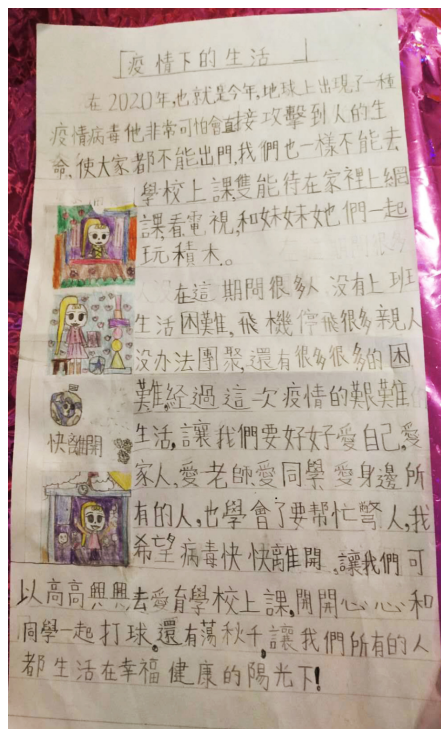 「疫情下的生活」
在2020年,也就是今年,地球上出現了一種
疫情病毒他非常可怕會直接攻擊到人的生
命,使大家都不能出門,我們也一樣不能去
學校上課,雙能待在家裡上網
課,看電視,和妹妹她們一起
玩積木。
在這期間很多人沒有上班
生活困難,飛機停飛很多親人
没办法團聚,還有很多很多的困
難,經過這一次疫情的艱難
快離開
生活,讓我們要好好愛自己,愛
家人,愛老師愛同學愛身邊所
有的人,也學會了要帮忙警人,我
希望病毒快快離開,讓我們可
以高高興興去愛育學校上課,開開心心和
同學一起打球,還有蕩秋千,讓我們所有的人
都生活在幸福健康的陽光下!